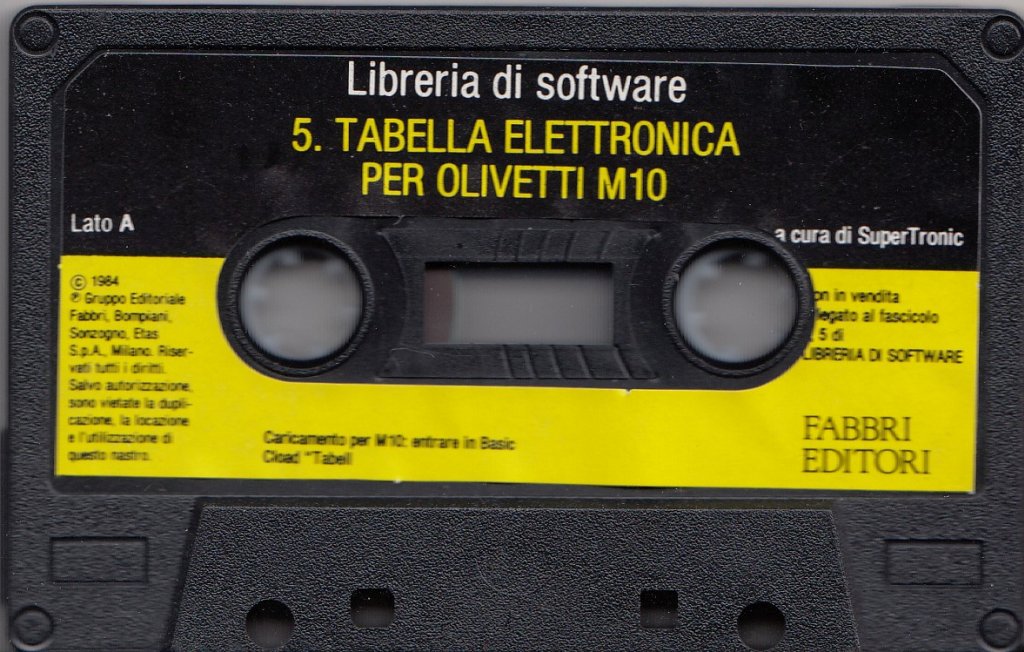 Libreria di software
5. TABELLA ELETTRONICA
PER OLIVETTI M10
Lato A
a cura di SuperTronic
© 1984
℗ Gruppo Editoriale
Fabbri, Bompiani,
Sonzogno, Etas
S.p.A., Milano. Riser-
vati tutti i diritti.
Salvo autorizzazione,
sono vietate la dupli-
cazione, la locazione
e l'utilizzazione di
questo nastro.
on in vendita
legato al fascicolo
5 di
LIBRERIA DI SOFTWARE
Caricamento per M10: entrare in Basic
Cload "Tabell
FABBRI
EDITORI